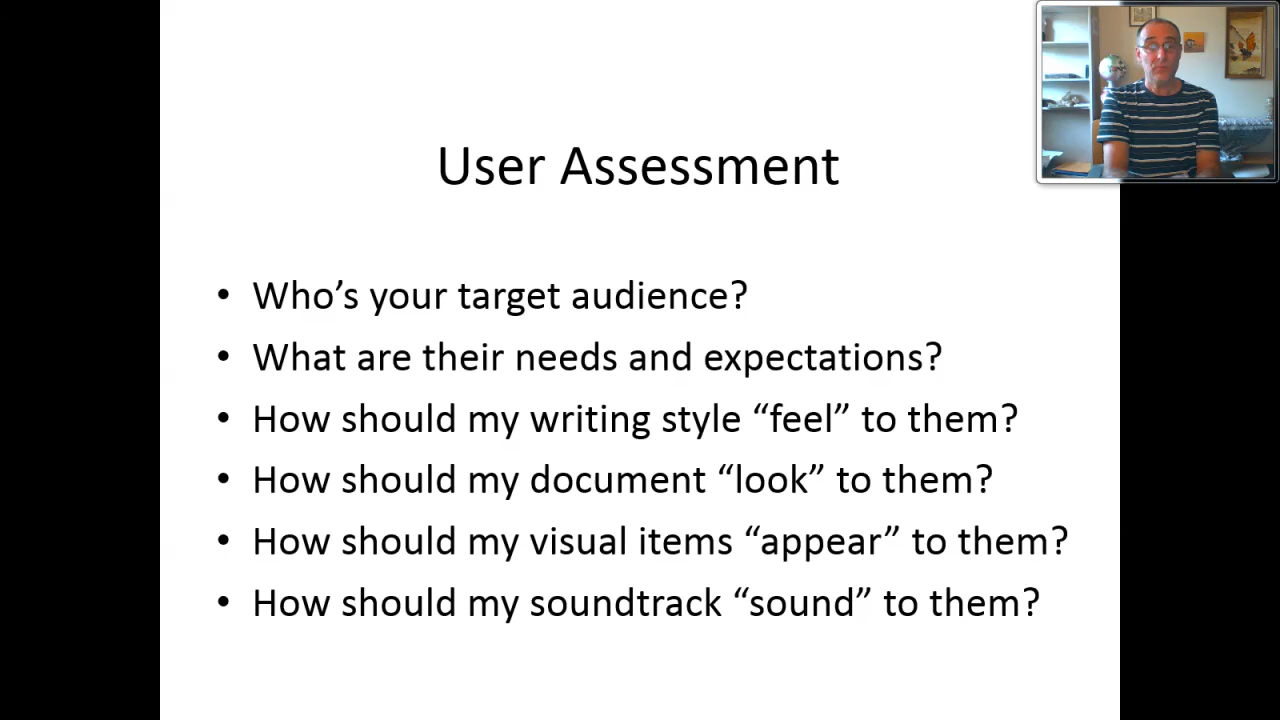 User Assessment
• Who’s your target audience?
• What are their needs and expectations?
• How should my writing style “feel” to them?
• How should my document “look” to them?
• How should my visual items “appear” to them?
• How should my soundtrack “sound” to them?